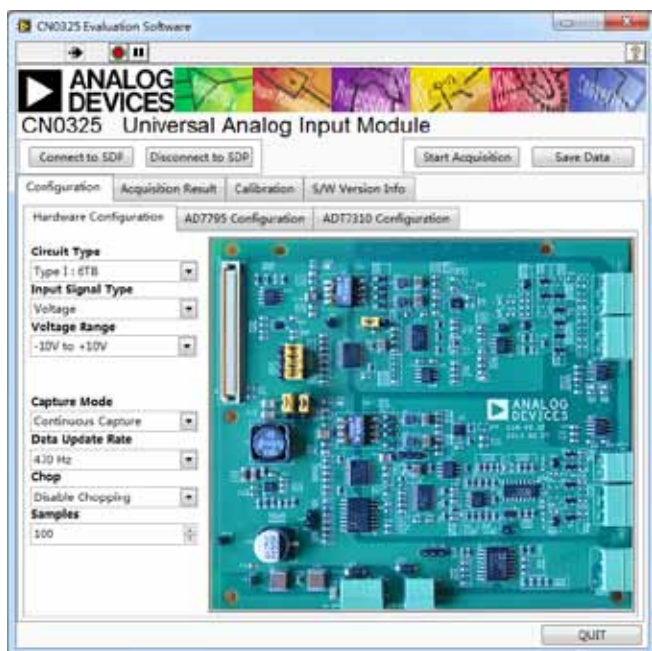 CN0325 Evaluation Software
ANALOG
DEVICES
CN0325 Universal Analog Input Module
Connect to SDP
Disconnect to SDP
Start Acquisition
Save Data
Configuration
Acquisition Result
Calibration
S/W Version Info
Hardware Configuration
AD7795 Configuration
ADT7310 Configuration
Circuit Type
Type I : 6TB
Input Signal Type
Voltage
Voltage Range
-10V to +10V
Capture Mode
Continuous Capture
Data Update Rate
470 Hz
Chop
Disable Chopping
Samples
100
ANALOG
DEVICES
QUIT